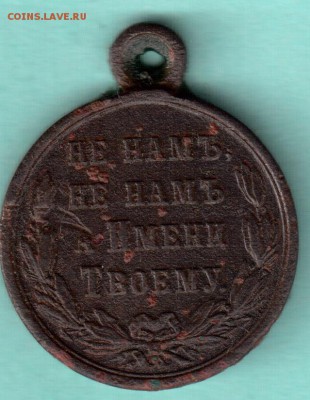 COINS.LAVE.RU
НЕ НАМЪ,
НЕ НАМЪ
А ИМЕНИ
ТВОЕМУ.